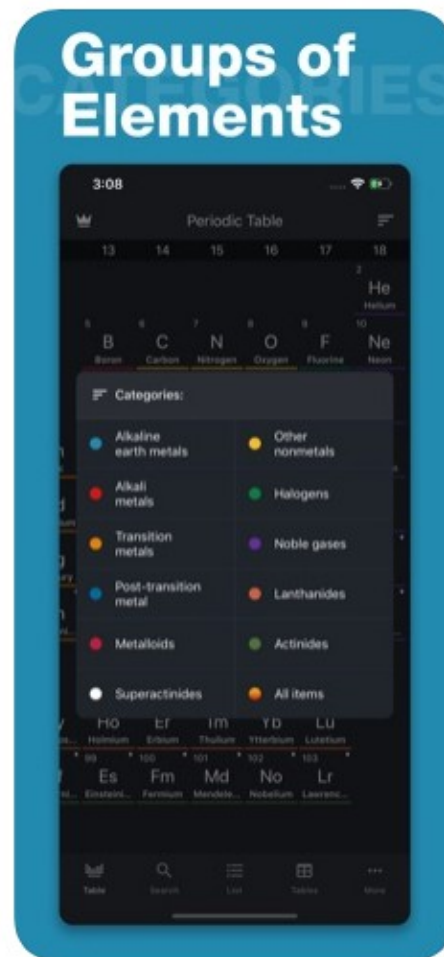 CATEGORIES
Groups of
Elements
3:08
Periodic Table
13 14 15 16 17 18
2
He
Helium
5 6 7 8 9 10
B C N O F Ne
Boron Carbon Nitrogen Oxygen Fluorine Neon
Categories:
Alkaline
earth metals
Other
nonmetals
Alkali
metals
Halogens
Transition
metals
Noble gases
Post-transition
metal
Lanthanides
Metalloids
Actinides
Superactinides
All items
Ho Er Tm Yb Lu
Holmium Erbium Thulium Ytterbium Lutetium
99 100 101 102 103
Es Fm Md No Lr
Einsteini... Fermium Mendele... Nobelium Lawrenc...
Table Search List Tables More